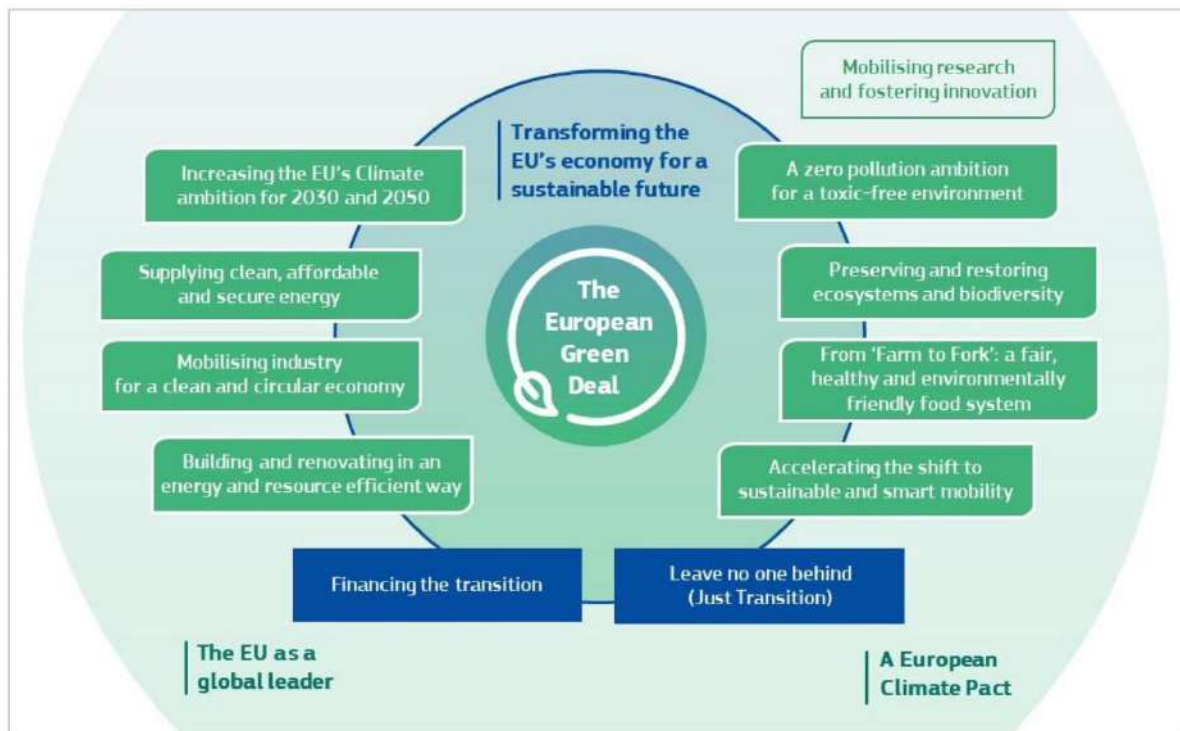 Mobilising research
and fostering innovation
Transforming the
EU's economy for a
sustainable future
Increasing the EU's Climate
ambition for 2030 and 2050
A zero pollution ambition
for a toxic-free environment
Supplying clean, affordable
and secure energy
Preserving and restoring
ecosystems and biodiversity
The
European
Green
Deal
Mobilising industry
for a clean and circular economy
From ‘Farm to Fork’: a fair,
healthy and environmentally
friendly food system
Building and renovating in an
energy and resource efficient way
Accelerating the shift to
sustainable and smart mobility
Financing the transition
Leave no one behind
(Just Transition)
The EU as a
global leader
A European
Climate Pact